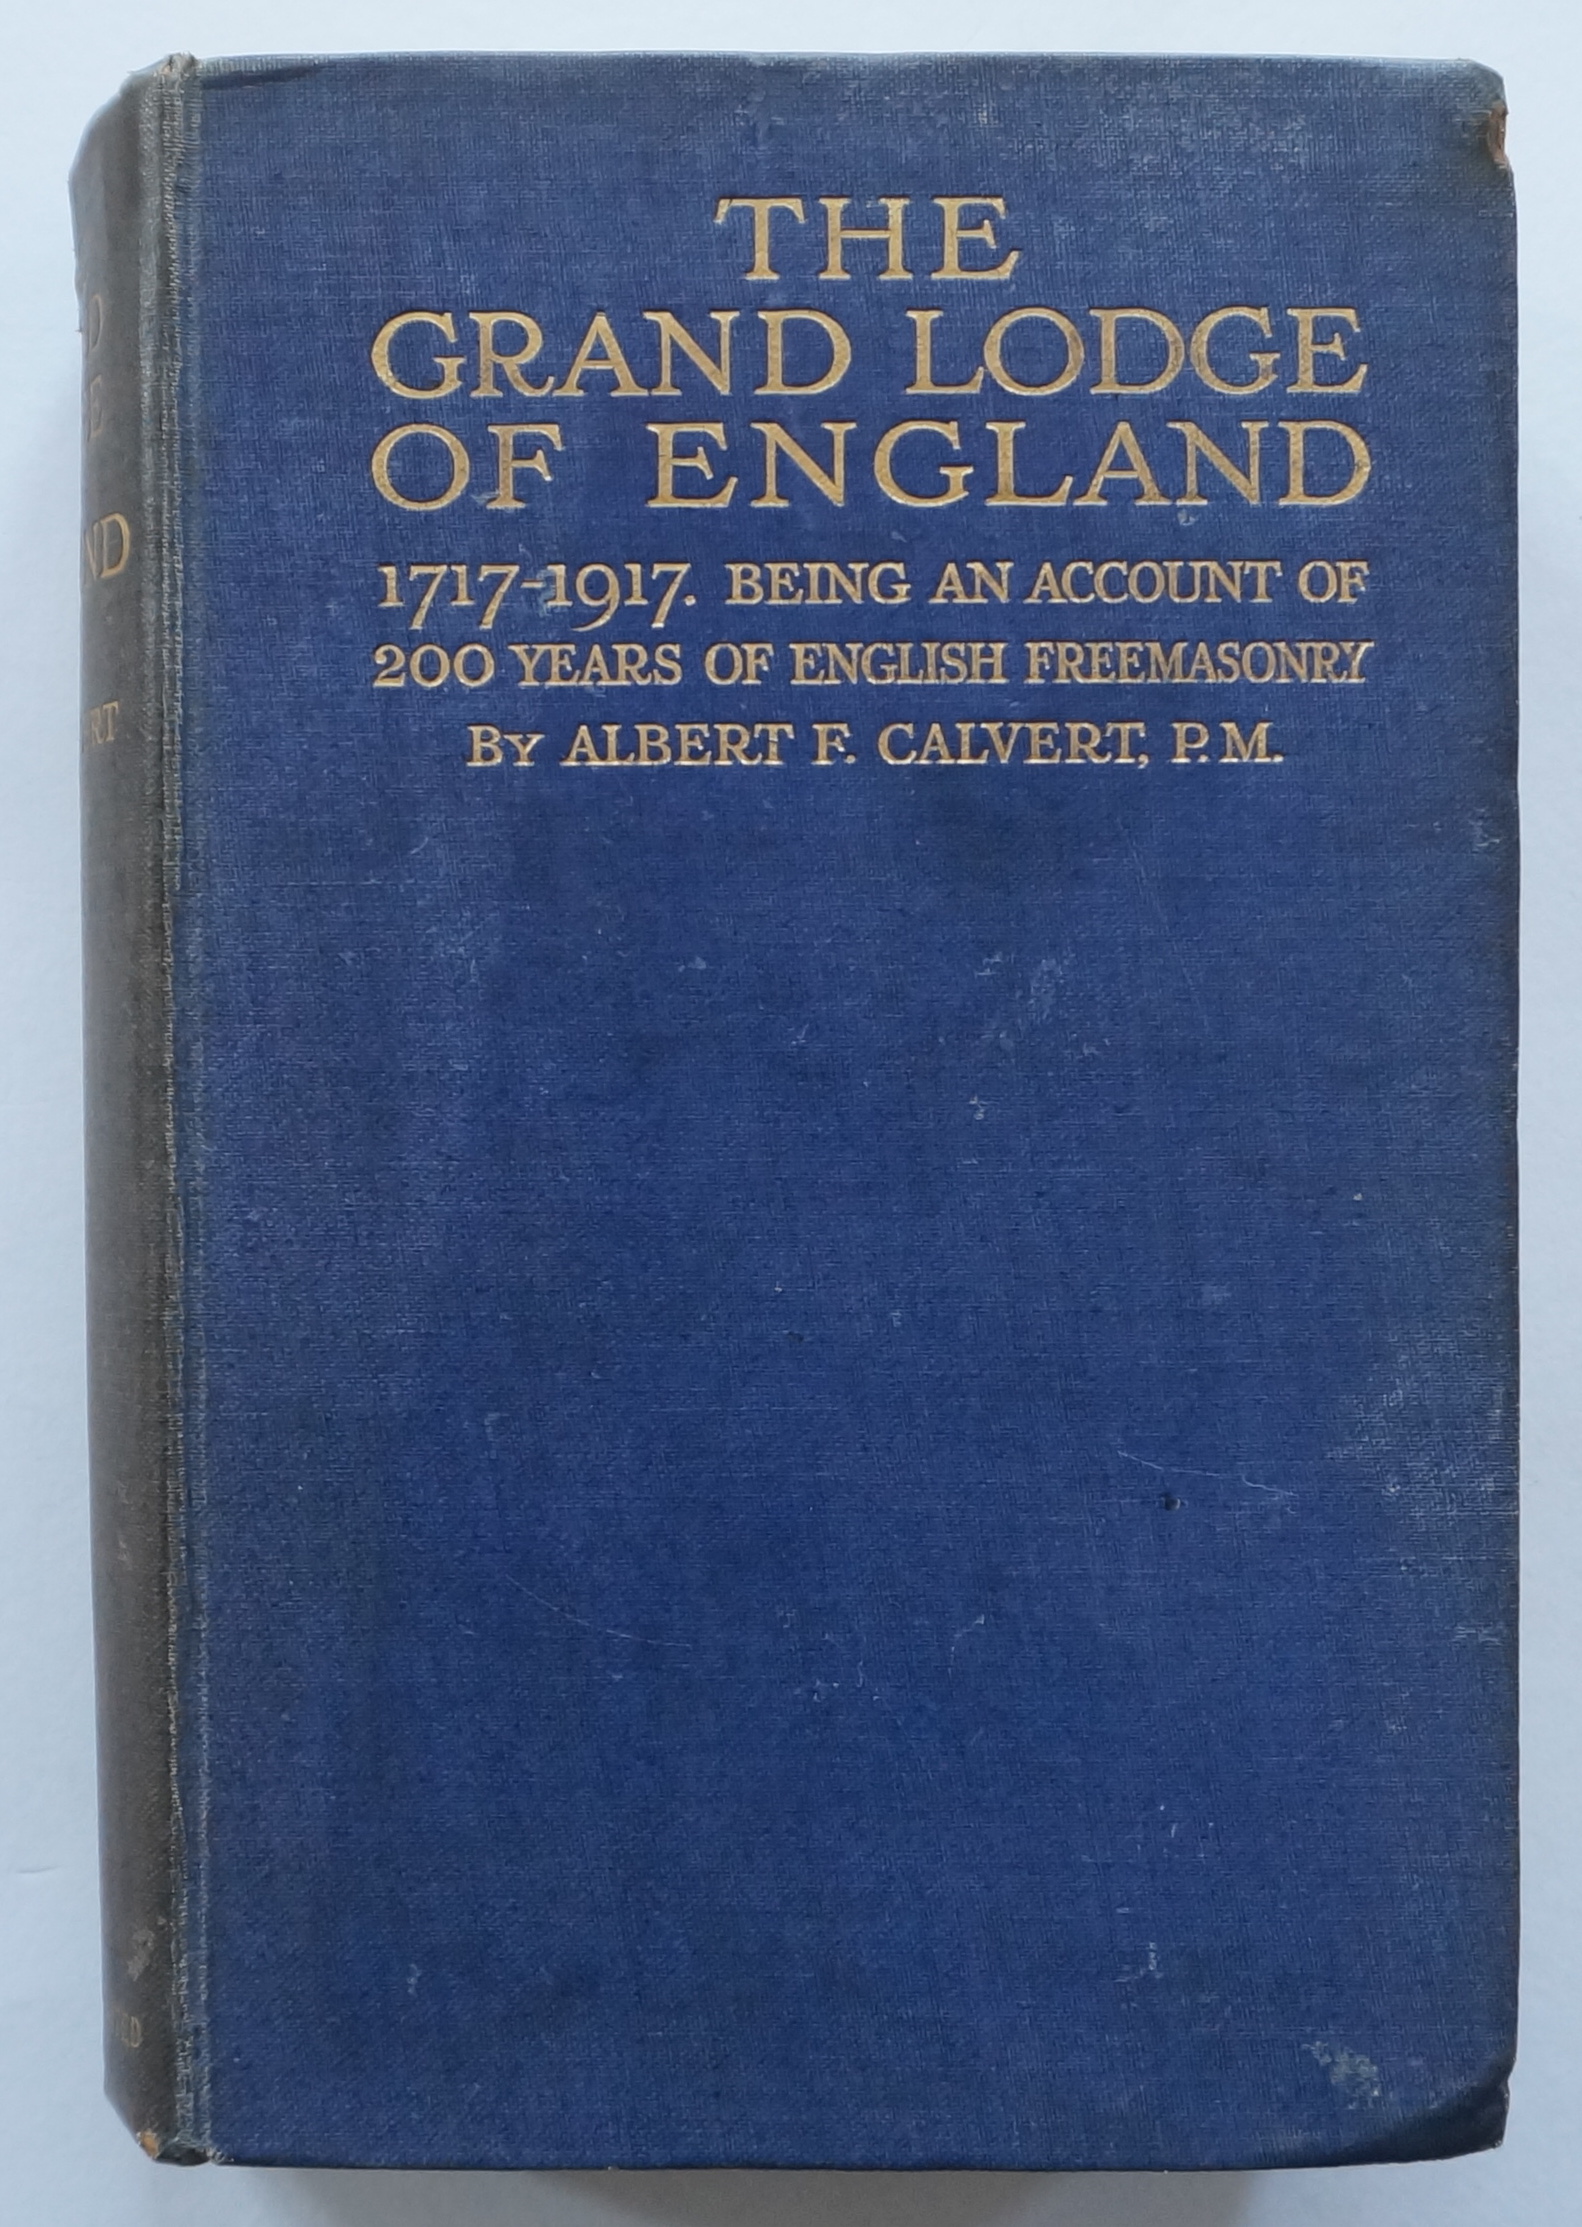 THE
GRAND LODGE
OF ENGLAND
1717-1917. BEING AN ACCOUNT OF
200 YEARS OF ENGLISH FREEMASONRY
BY ALBERT F. CALVERT, P.M.